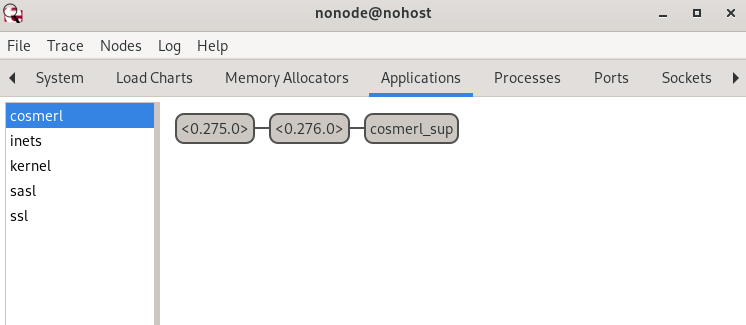 nonode@nohost
File Trace Nodes Log Help
System Load Charts Memory Allocators Applications Processes Ports Sockets
cosmerl
inets
kernel
sasl
ssl
<0.275.0> <0.276.0> cosmerl_sup